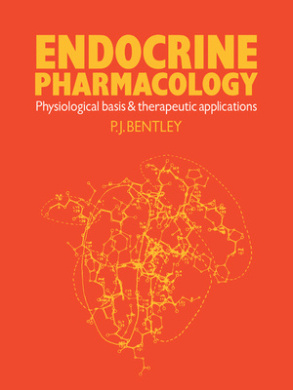 ENDOCRINE
PHARMACOLOGY
Physiological basis & therapeutic applications
P.J. BENTLEY